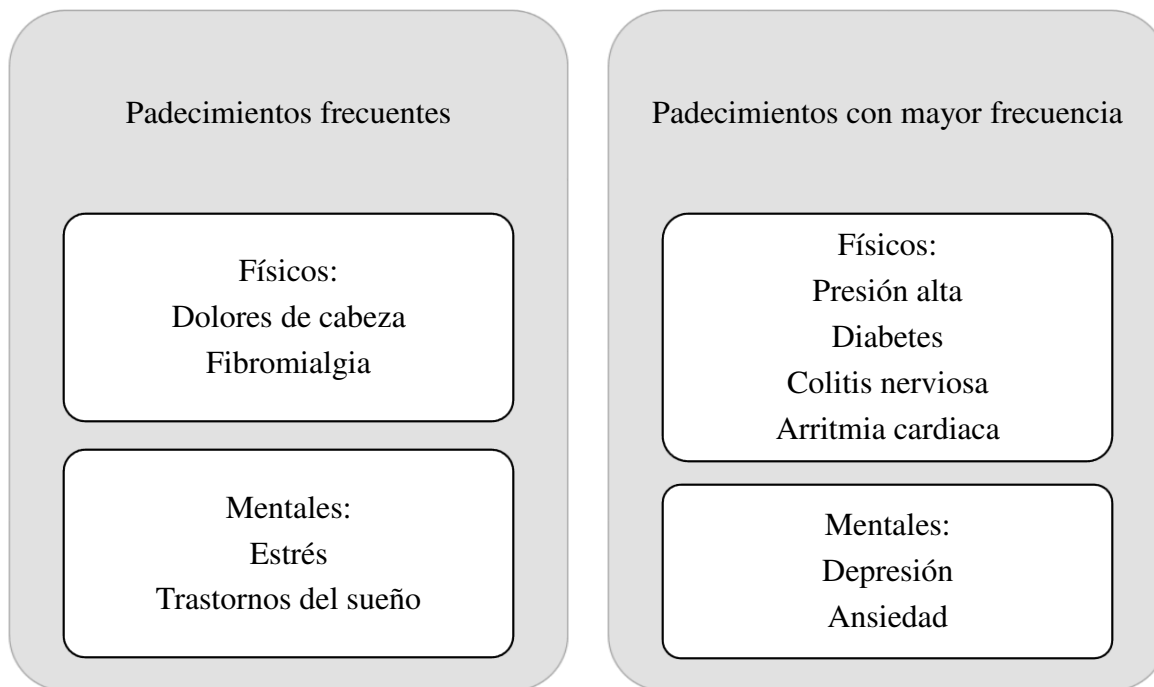 Padecimientos frecuentes
Físicos:
Dolores de cabeza
Fibromialgia
Mentales:
Estrés
Trastornos del sueño
Padecimientos con mayor frecuencia
Físicos:
Presión alta
Diabetes
Colitis nerviosa
Arritmia cardiaca
Mentales:
Depresión
Ansiedad